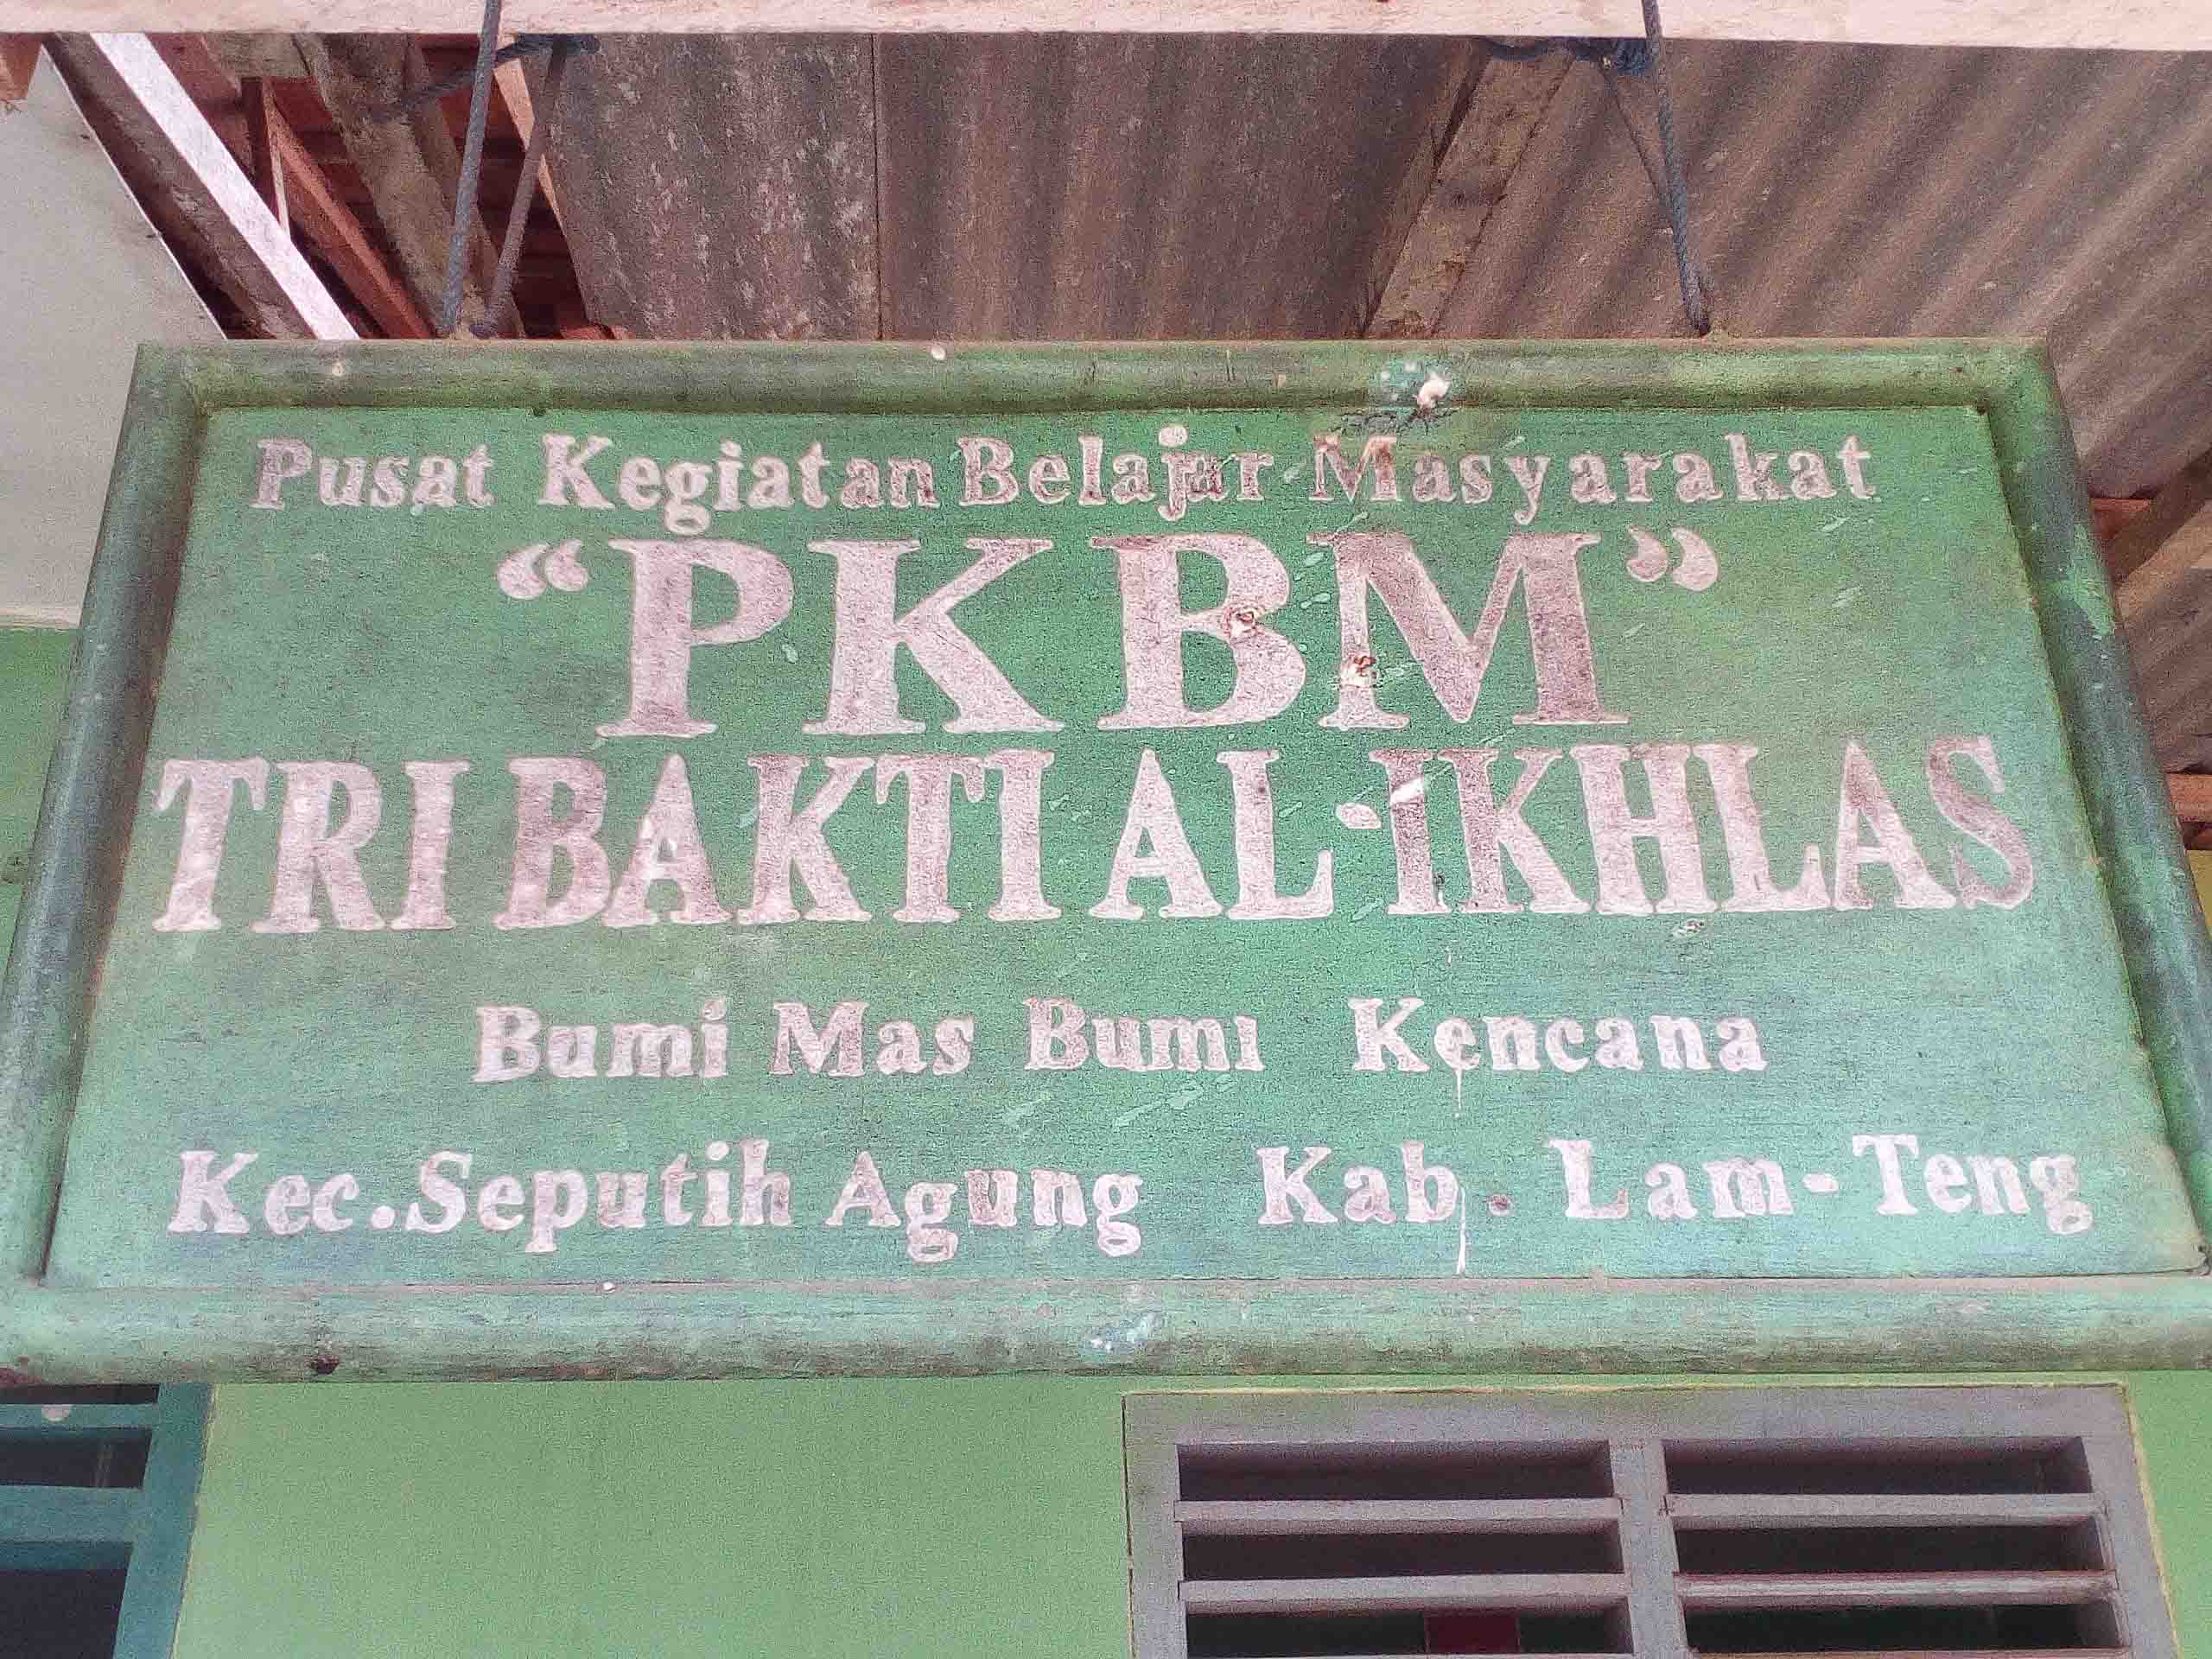 Pusat Kegiatan Belajar Masyarakat
“PKBM”
TRI BAKTI AL-IKHLAS
Bumi Mas Bumi Kencana
Kec. Seputih Agung Kab. Lam-Teng